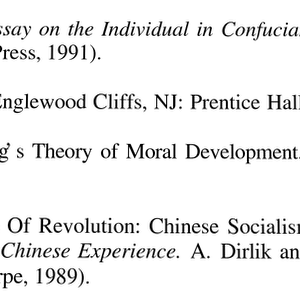 ssay on the Individual in Confucian
Press, 1991).
Englewood Cliffs, NJ: Prentice Hall
g's Theory of Moral Development.
Of Revolution: Chinese Socialism
Chinese Experience. A. Dirlik an
rpe, 1989).